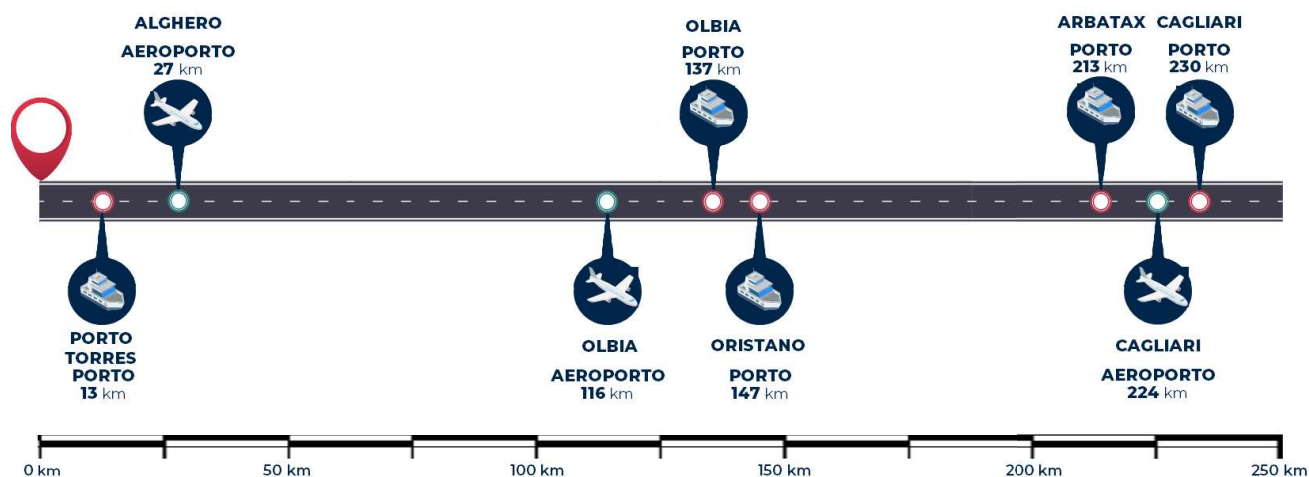 ALGHERO
AEROPORTO
27 km
OLBIA
PORTO
137 km
ARBATAX
PORTO
213 km
CAGLIARI
PORTO
230 km
PORTO
TORRES
PORTO
13 km
OLBIA
AEROPORTO
116 km
ORISTANO
PORTO
147 km
CAGLIARI
AEROPORTO
224 km
0 km
50 km
100 km
150 km
200 km
250 km